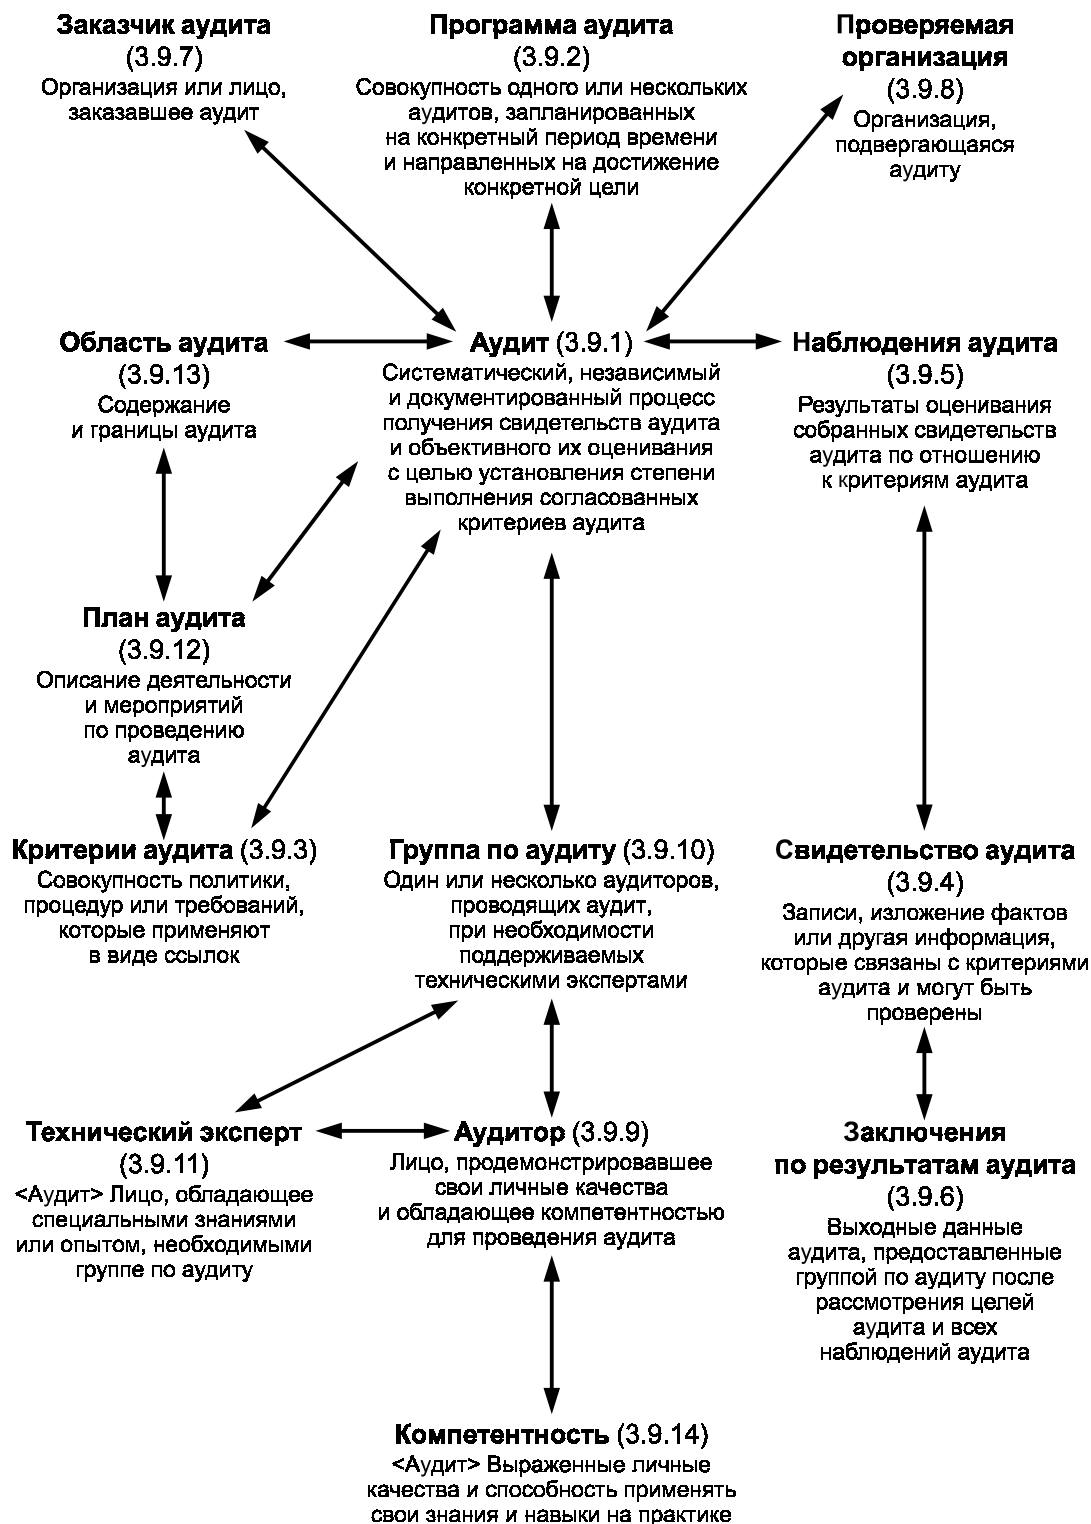 Заказчик аудита
(3.9.7)
Организация или лицо,
заказавшее аудит
Программа аудита
(3.9.2)
Совокупность одного или нескольких
аудитов, запланированных
на конкретный период времени
и направленных на достижение
конкретной цели
Проверяемая
организация
(3.9.8)
Организация,
подвергающаяся
аудиту
Область аудита
(3.9.13)
Содержание
и границы аудита
Аудит (3.9.1)
Систематический, независимый
и документированный процесс
получения свидетельств аудита
и объективного их оценивания
с целью установления степени
выполнения согласованных
критериев аудита
Наблюдения аудита
(3.9.5)
Результаты оценивания
собранных свидетельств
аудита по отношению
к критериям аудита
План аудита
(3.9.12)
Описание деятельности
и мероприятий
по проведению
аудита
Критерии аудита (3.9.3)
Совокупность политики,
процедур или требований,
которые применяют
в виде ссылок
Группа по аудиту (3.9.10)
Один или несколько аудиторов,
проводящих аудит,
при необходимости
поддерживаемых
техническими экспертами
Свидетельство аудита
(3.9.4)
Записи, изложение фактов
или другая информация,
которые связаны с критериями
аудита и могут быть
проверены
Технический эксперт
(3.9.11)
<Аудит> Лицо, обладающее
специальными знаниями
или опытом, необходимыми
группе по аудиту
Аудитор (3.9.9)
Лицо, продемонстрировавшее
свои личные качества
и обладающее компетентностью
для проведения аудита
Заключения
по результатам аудита
(3.9.6)
Выходные данные
аудита, предоставленные
группой по аудиту после
рассмотрения целей
аудита и всех
наблюдений аудита
Компетентность (3.9.14)
<Аудит> Выраженные личные
качества и способность применять
свои знания и навыки на практике